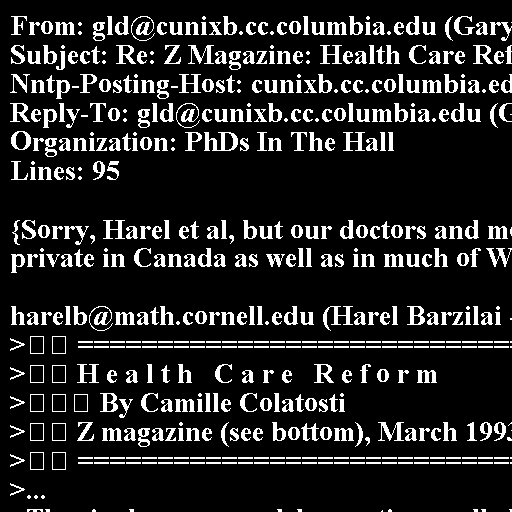 From: gld@cunixb.cc.columbia.edu (Gary
Subject: Re: Z Magazine: Health Care Ref
Nntp-Posting-Host: cunixb.cc.columbia.ed
Reply-To: gld@cunixb.cc.columbia.edu (G
Organization: PhDs In The Hall
Lines: 95

{Sorry, Harel et al, but our doctors and me
private in Canada as well as in much of W

harelb@math.cornell.edu (Harel Barzilai -
>□□ ==============================
>□□ H e a l t h   C a r e   R e f o r m
>□□□ By Camille Colatosti
>□□ Z magazine (see bottom), March 1993
>□□ ==============================
>...